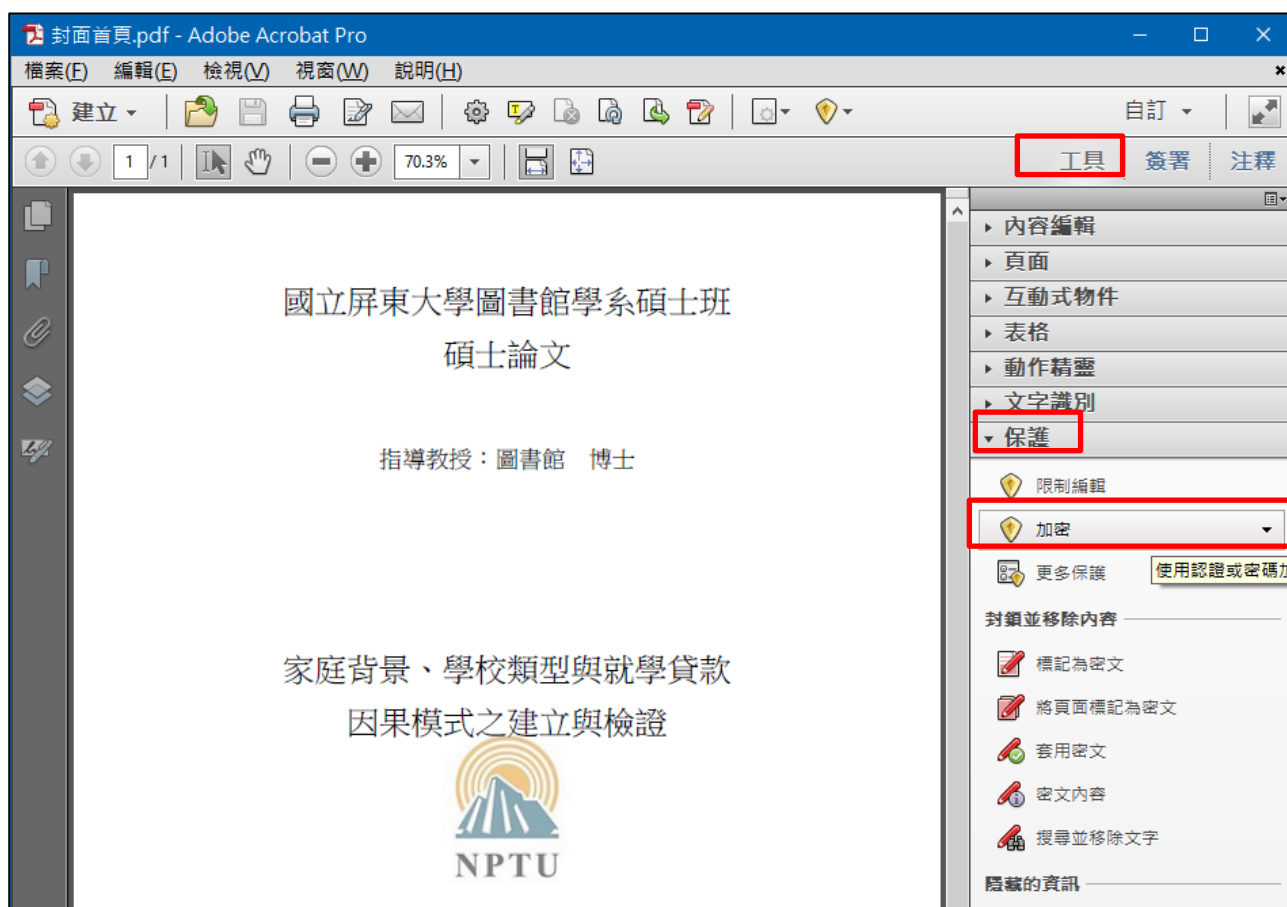 封面首頁.pdf - Adobe Acrobat Pro
檔案(F) 編輯(E) 檢視(V) 視窗(W) 說明(H)
建立 自訂
1 / 1 70.3% 工具 簽署 注釋
國立屏東大學圖書館學系碩士班
碩士論文
指導教授：圖書館 博士
家庭背景、學校類型與就學貸款
因果模式之建立與檢證
NPTU
內容編輯
頁面
互動式物件
表格
動作精靈
文字識別
保護
限制編輯
加密
更多保護 使用認證或密碼加
封鎖並移除內容
標記為密文
將頁面標記為密文
套用密文
密文內容
搜尋並移除文字
隱藏的資訊